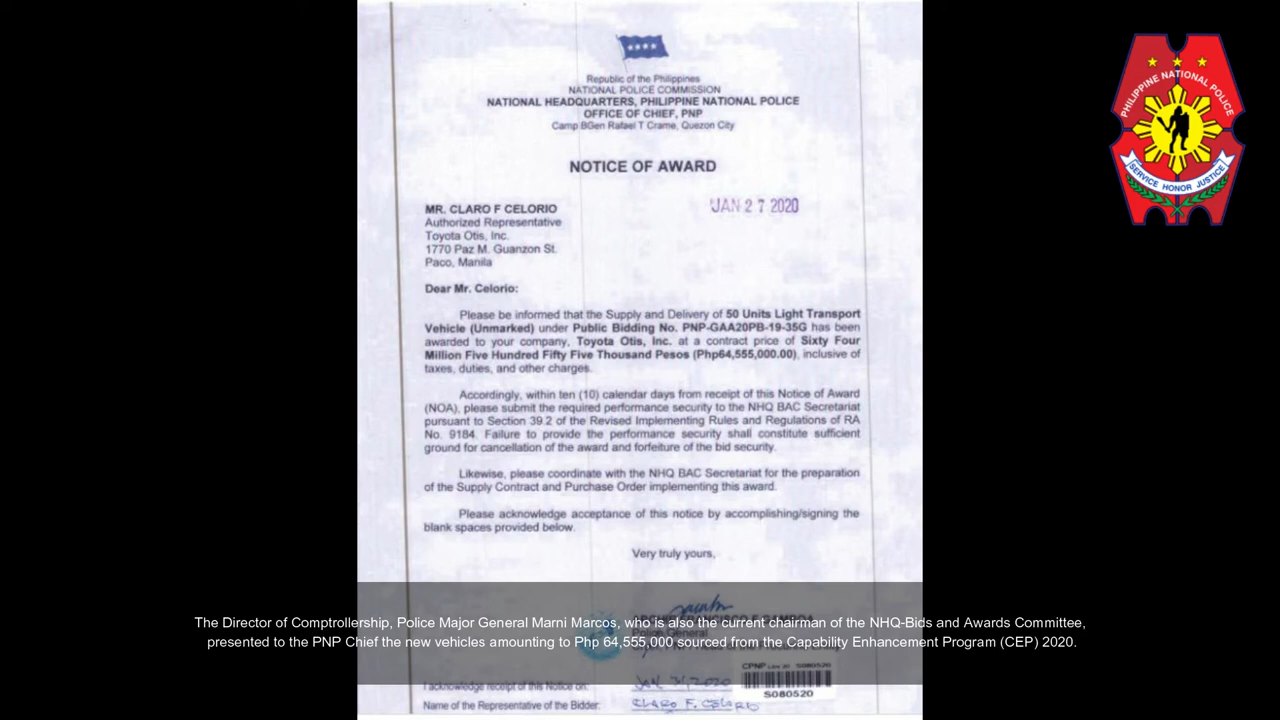 Republic of the Philippines
NATIONAL POLICE COMMISSION
NATIONAL HEADQUARTERS, PHILIPPINE NATIONAL POLICE
OFFICE OF CHIEF, PNP
Camp BGen Rafael T Crame, Quezon City
NOTICE OF AWARD
JAN 27 2020
MR. CLARO F CELORIO
Authorized Representative
Toyota Otis, Inc.
1770 Paz M. Guanzon St.
Paco, Manila
Dear Mr. Celorio:
Please be informed that the Supply and Delivery of 50 Units Light Transport
Vehicle (Unmarked) under Public Bidding No. PNP-GAA20PB-19-35G has been
awarded to your company, Toyota Otis, Inc. at a contract price of Sixty Four
Million Five Hundred Fifty Five Thousand Pesos (Php64,555,000.00), inclusive of
taxes, duties, and other charges.
Accordingly, within ten (10) calendar days from receipt of this Notice of Award
(NOA), please submit the required performance security to the NHQ BAC Secretariat
pursuant to Section 39.2 of the Revised Implementing Rules and Regulations of RA
No. 9184. Failure to provide the performance security shall constitute sufficient
ground for cancellation of the award and forfeiture of the bid security.
Likewise, please coordinate with the NHQ BAC Secretariat for the preparation
of the Supply Contract and Purchase Order implementing this award.
Please acknowledge acceptance of this notice by accomplishing/signing the
blank spaces provided below.
Very truly yours,
The Director of Comptrollership, Police Major General Marni Marcos, who is also the current chairman of the NHQ-Bids and Awards Committee,
presented to the PNP Chief the new vehicles amounting to Php 64,555,000 sourced from the Capability Enhancement Program (CEP) 2020.
Police General
CPNP S080520
S080520
I acknowledge receipt of this Notice on:
Name of the Representative of the Bidder: CLARO F. CELORIO
PHILIPPINE NATIONAL POLICE
SERVICE HONOR JUSTICE